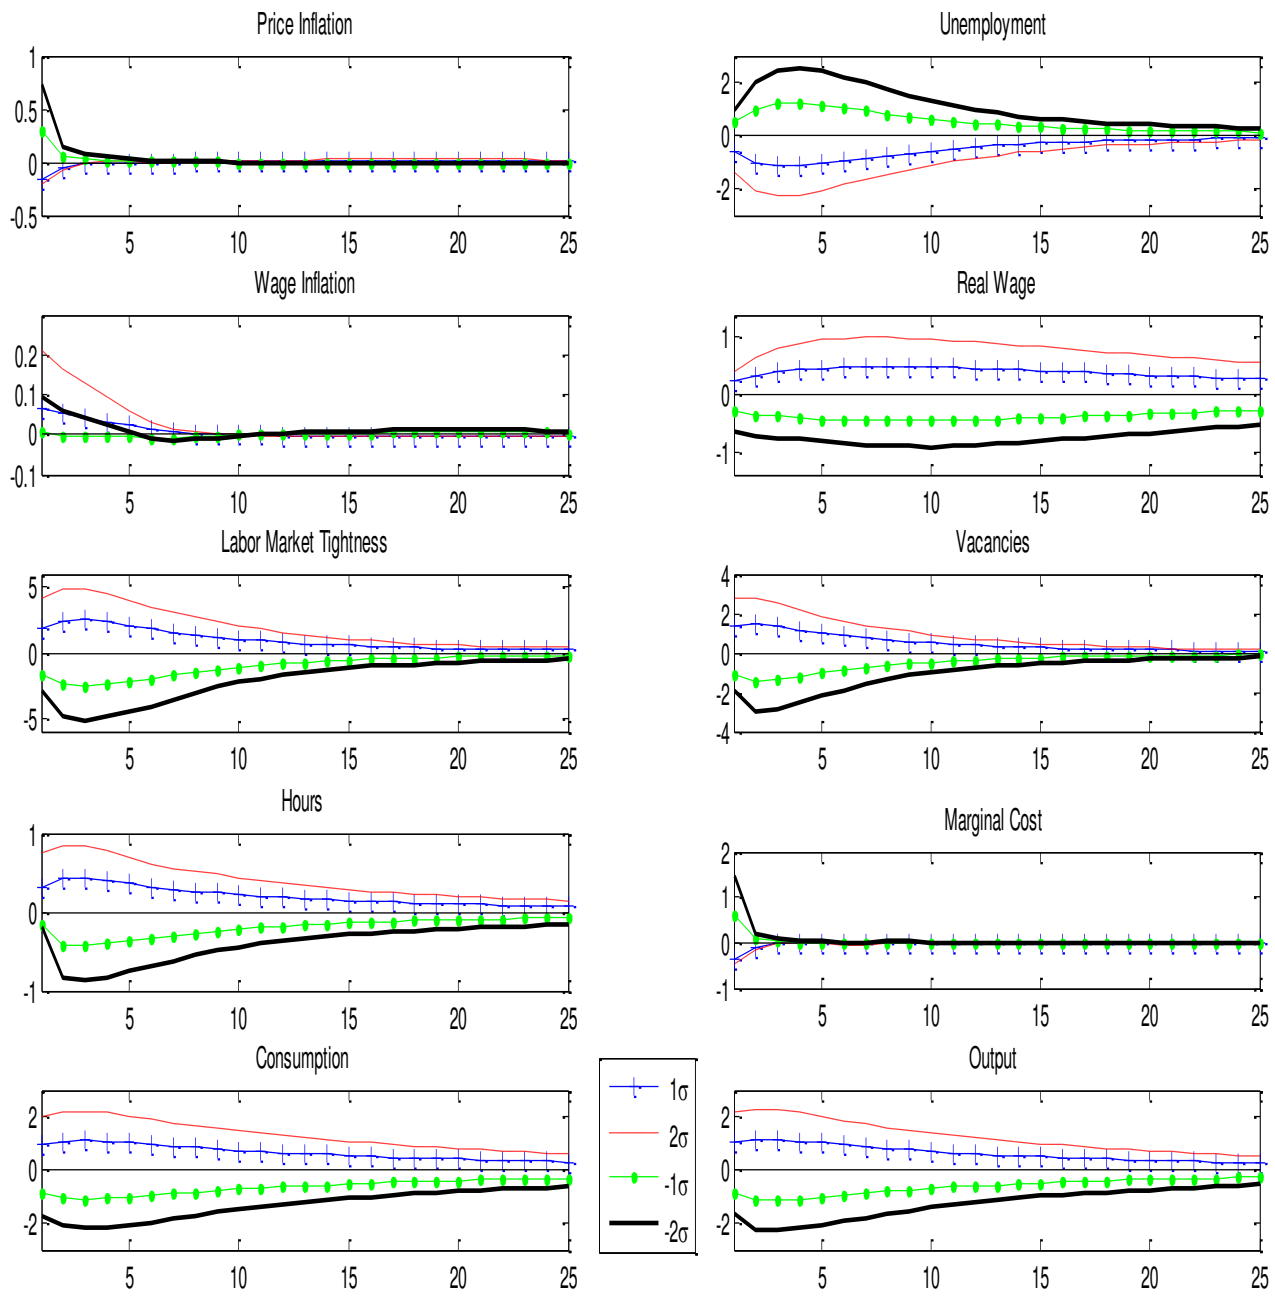 Price Inflation
1
0.5
0
-0.5
5 10 15 20 25
Unemployment
2
0
-2
5 10 15 20 25
Wage Inflation
0.2
0.1
0
-0.1
5 10 15 20 25
Real Wage
1
0
-1
5 10 15 20 25
Labor Market Tightness
5
0
-5
5 10 15 20 25
Vacancies
4
2
0
-2
-4
5 10 15 20 25
Hours
1
0
-1
5 10 15 20 25
Marginal Cost
2
1
0
-1
5 10 15 20 25
Consumption
2
0
-2
5 10 15 20 25
1σ
2σ
-1σ
-2σ
Output
2
0
-2
5 10 15 20 25